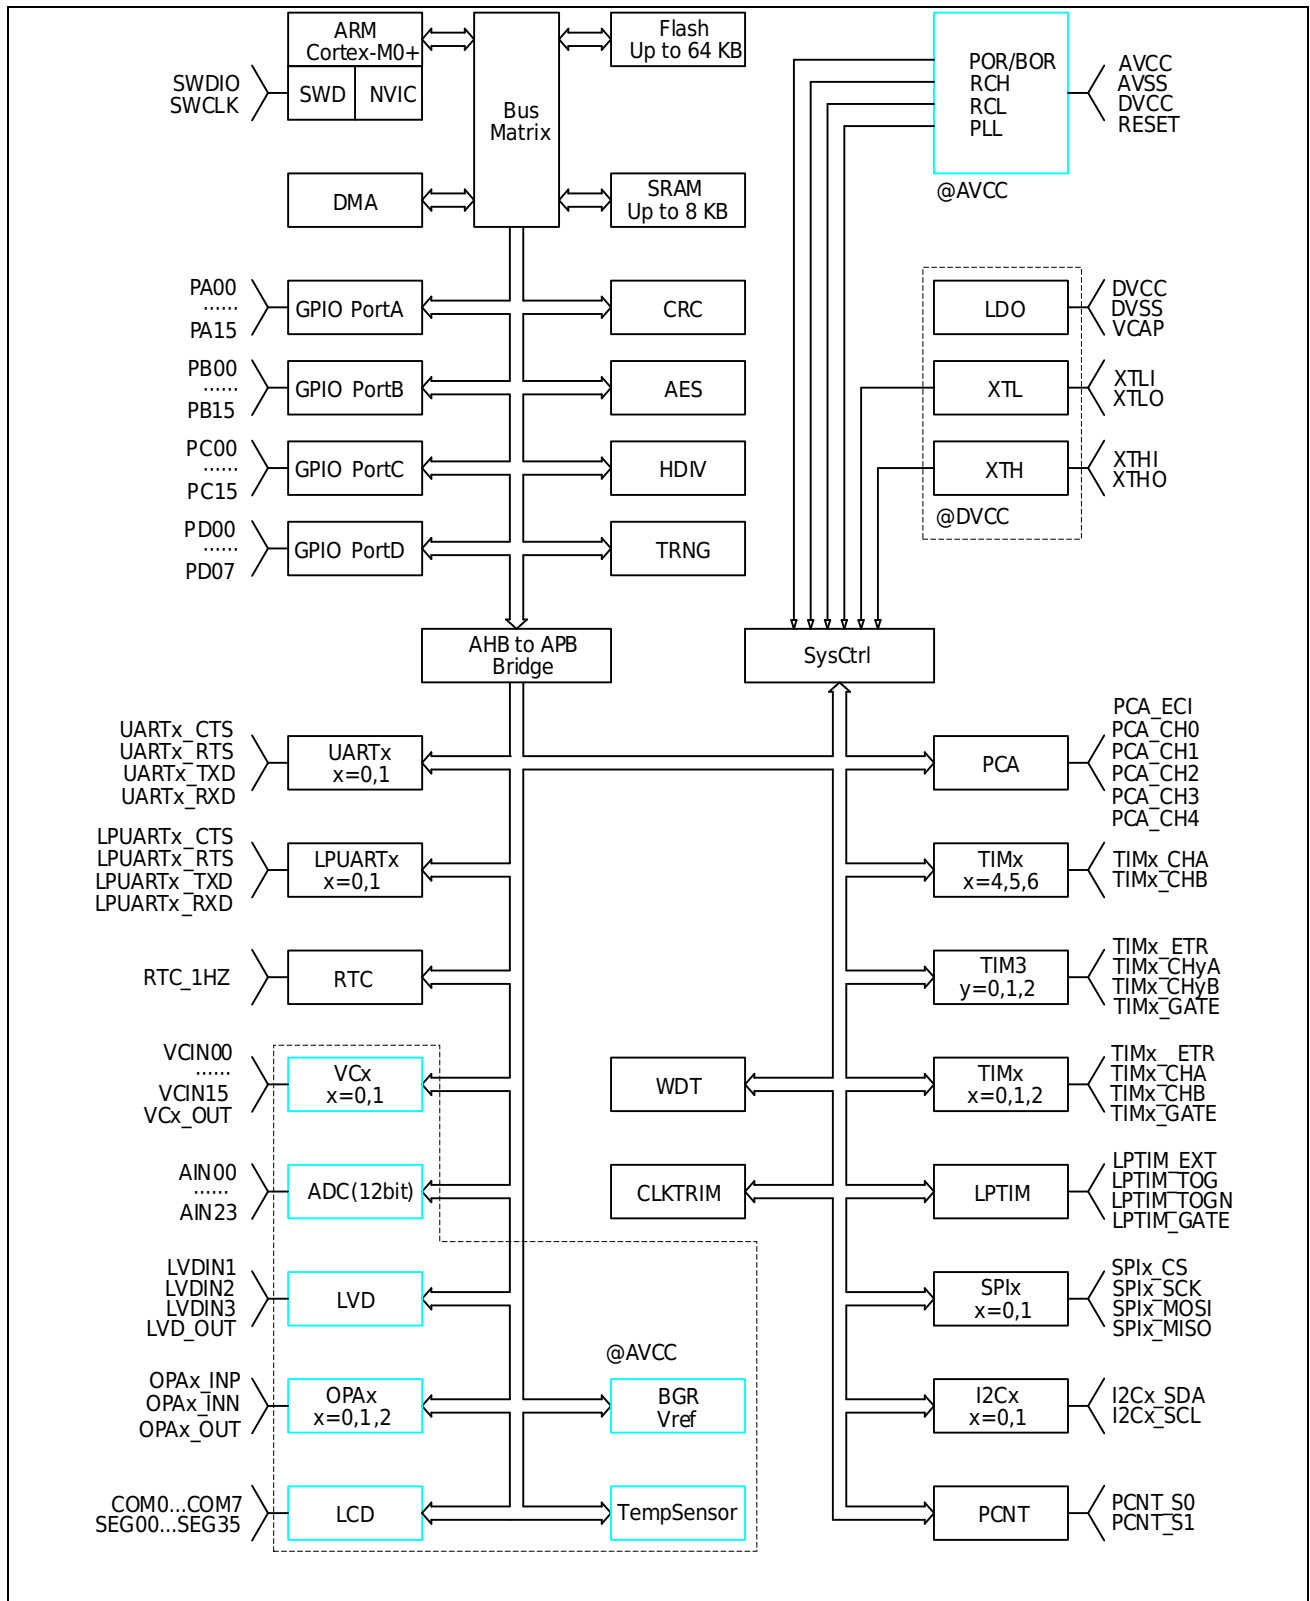 ARM
Cortex-M0+
SWD
NVIC
SWDIO
SWCLK
Bus
Matrix
Flash
Up to 64 KB
POR/BOR
RCH
RCL
PLL
AVCC
AVSS
DVCC
RESET
@AVCC
DMA
SRAM
Up to 8 KB
PA00
......
PA15
GPIO PortA
CRC
LDO
DVCC
DVSS
VCAP
PB00
......
PB15
GPIO PortB
AES
XTL
XTLI
XTLO
PC00
......
PC15
GPIO PortC
HDIV
XTH
XTHI
XTHO
@DVCC
PD00
......
PD07
GPIO PortD
TRNG
AHB to APB
Bridge
SysCtrl
UARTx_CTS
UARTx_RTS
UARTx_TXD
UARTx_RXD
UARTx
x=0,1
PCA
PCA_ECI
PCA_CH0
PCA_CH1
PCA_CH2
PCA_CH3
PCA_CH4
LPUARTx_CTS
LPUARTx_RTS
LPUARTx_TXD
LPUARTx_RXD
LPUARTx
x=0,1
TIMx
x=4,5,6
TIMx_CHA
TIMx_CHB
RTC_1HZ
RTC
TIM3
y=0,1,2
TIMx_ETR
TIMx_CHyA
TIMx_CHyB
TIMx_GATE
VCIN00
......
VCIN15
VCx_OUT
VCx
x=0,1
WDT
TIMx
x=0,1,2
TIMx_ETR
TIMx_CHA
TIMx_CHB
TIMx_GATE
AIN00
......
AIN23
ADC(12bit)
CLKTRIM
LPTIM
LPTIM_EXT
LPTIM_TOG
LPTIM_TOGN
LPTIM_GATE
LVDIN1
LVDIN2
LVDIN3
LVD_OUT
LVD
SPIx
x=0,1
SPIx_CS
SPIx_SCK
SPIx_MOSI
SPIx_MISO
@AVCC
OPAx_INP
OPAx_INN
OPAx_OUT
OPAx
x=0,1,2
BGR
Vref
I2Cx
x=0,1
I2Cx_SDA
I2Cx_SCL
COM0...COM7
SEG00...SEG35
LCD
TempSensor
PCNT
PCNT_S0
PCNT_S1